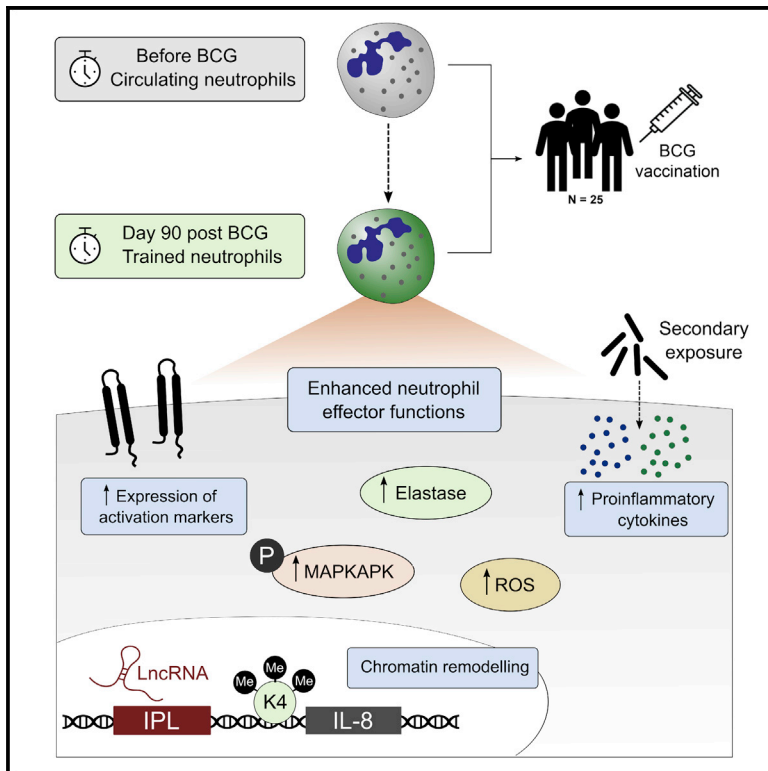 Before BCG
Circulating neutrophils
BCG
vaccination
N = 25
Day 90 post BCG
Trained neutrophils
Secondary
exposure
Enhanced neutrophil
effector functions
↑ Expression of
activation markers
↑ Elastase
↑ Proinflammatory
cytokines
P
↑ MAPKAPK
↑ ROS
LncRNA
Me
Me
Me
K4
Chromatin remodelling
IPL
IL-8